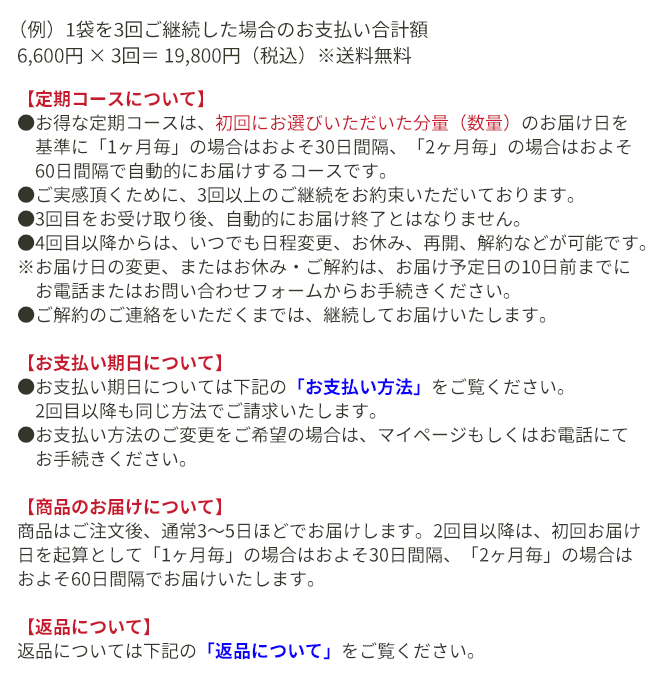 （例）1袋を3回ご継続した場合のお支払い合計額
6,600円 × 3回＝ 19,800円（税込）※送料無料
【定期コースについて】
●お得な定期コースは、初回にお選びいただいた分量（数量）のお届け日を
基準に「1ヶ月毎」の場合はおよそ30日間隔、「2ヶ月毎」の場合はおよそ
60日間隔で自動的にお届けするコースです。
●ご実感頂くために、3回以上のご継続をお約束いただいております。
●3回目をお受け取り後、自動的にお届け終了とはなりません。
●4回目以降からは、いつでも日程変更、お休み、再開、解約などが可能です。
※お届け日の変更、またはお休み・ご解約は、お届け予定日の10日前までに
お電話またはお問い合わせフォームからお手続きください。
●ご解約のご連絡をいただくまでは、継続してお届けいたします。
【お支払い期日について】
●お支払い期日については下記の「お支払い方法」をご覧ください。
2回目以降も同じ方法でご請求いたします。
●お支払い方法のご変更をご希望の場合は、マイページもしくはお電話にて
お手続きください。
【商品のお届けについて】
商品はご注文後、通常3〜5日ほどでお届けします。2回目以降は、初回お届け
日を起算として「1ヶ月毎」の場合はおよそ30日間隔、「2ヶ月毎」の場合は
およそ60日間隔でお届けいたします。
【返品について】
返品については下記の「返品について」をご覧ください。